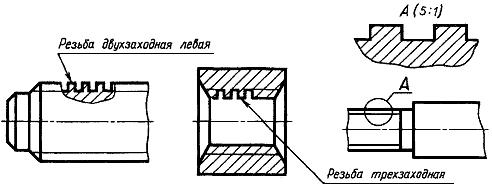 Резьба двухзаходная левая
А (5:1)
А
Резьба трехзаходная